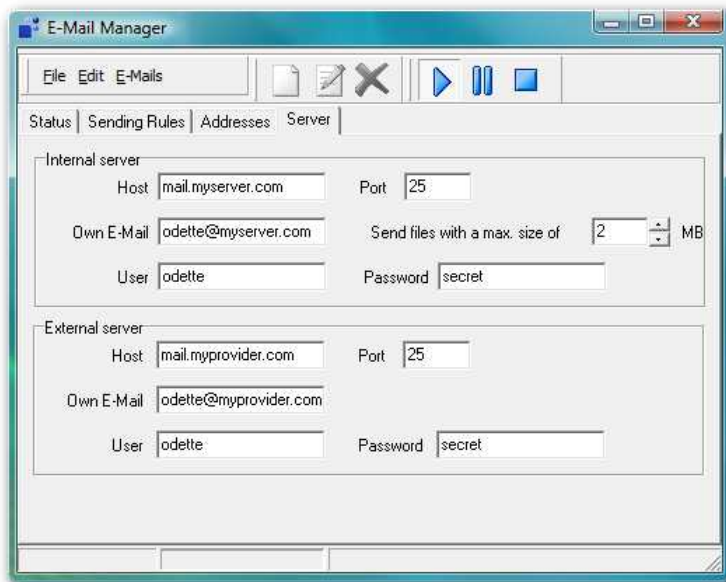 E-Mail Manager
File Edit E-Mails
Status Sending Rules Addresses Server
Internal server
Host mail.myserver.com Port 25
Own E-Mail odette@myserver.com Send files with a max. size of 2 MB
User odette Password secret
External server
Host mail.myprovider.com Port 25
Own E-Mail odette@myprovider.com
User odette Password secret